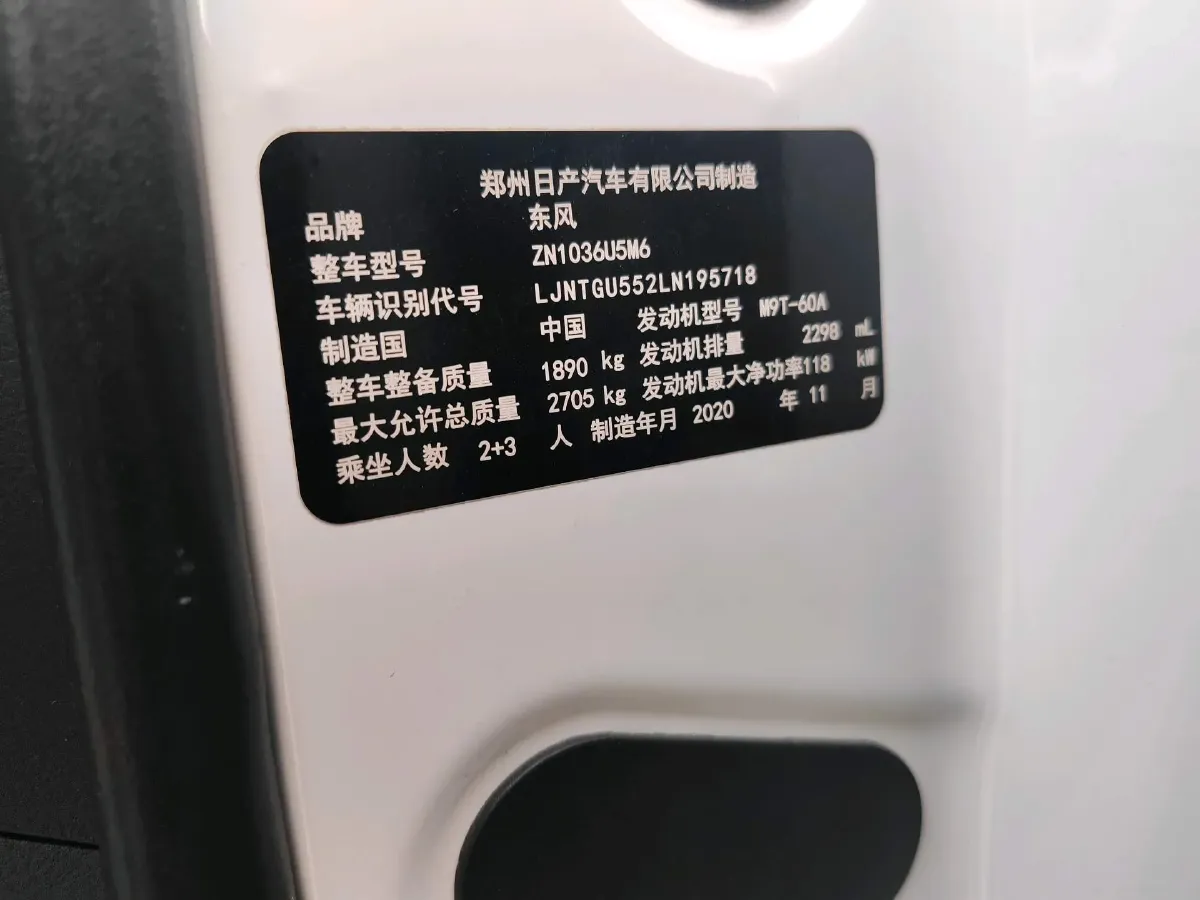 郑州日产汽车有限公司制造
品牌 东风
整车型号 ZN1036U5M6
车辆识别代号 LJNTGU552LN195718
制造国 中国 发动机型号 M9T-60A
整车整备质量 1890 kg 发动机排量 2298 mL
最大允许总质量 2705 kg 发动机最大净功率118 kW
乘坐人数 2+3 人 制造年月 2020 年 11 月